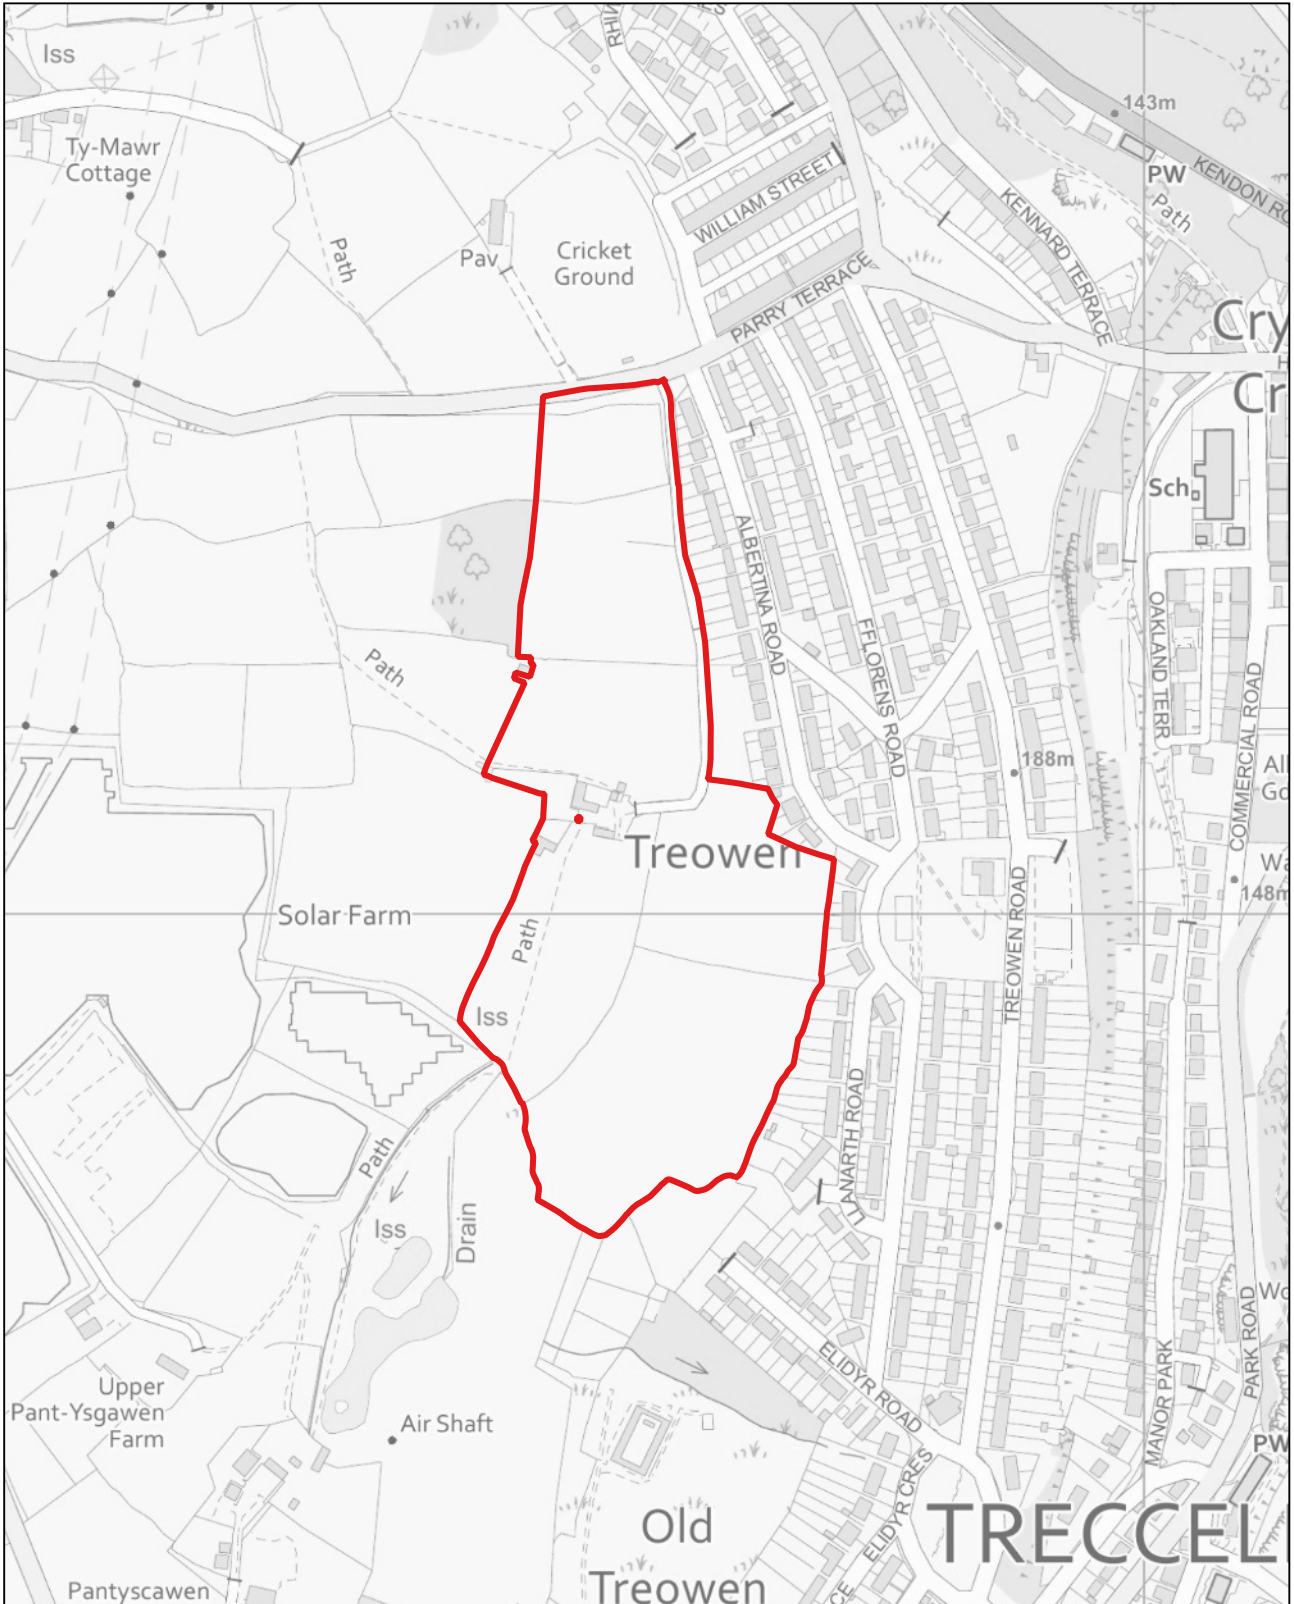 Iss
143m
Ty-Mawr
Cottage
PW
KENDON
WILLIAM STREET
Path
KENNARD TERRACE
Path
Pav
Cricket
Ground
PARRY TERRACE
Sch
ALBERTINA ROAD
OAKLAND TERR
FFLORENS ROAD
Path
COMMERCIAL ROAD
188m
Treowen
148m
TREOWEN ROAD
Solar Farm
Path
Iss
LLANARTH ROAD
Path
Iss
Drain
PARK ROAD
ELIDYR ROAD
MANOR PARK
Upper
Pant-Ysgawen
Farm
Air Shaft
PW
ELIDYR CRES
Old
Treowen
TRECCEL
Pantyscawen